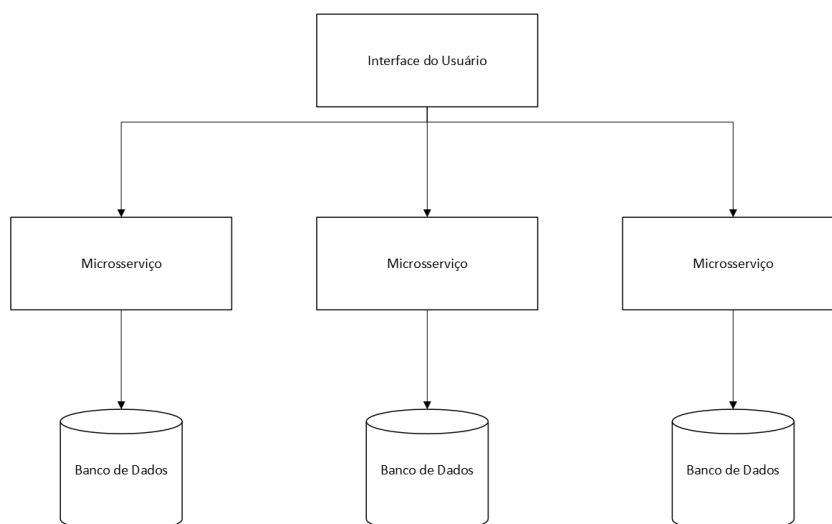 Interface do Usuário
Microsserviço
Microsserviço
Microsserviço
Banco de Dados
Banco de Dados
Banco de Dados